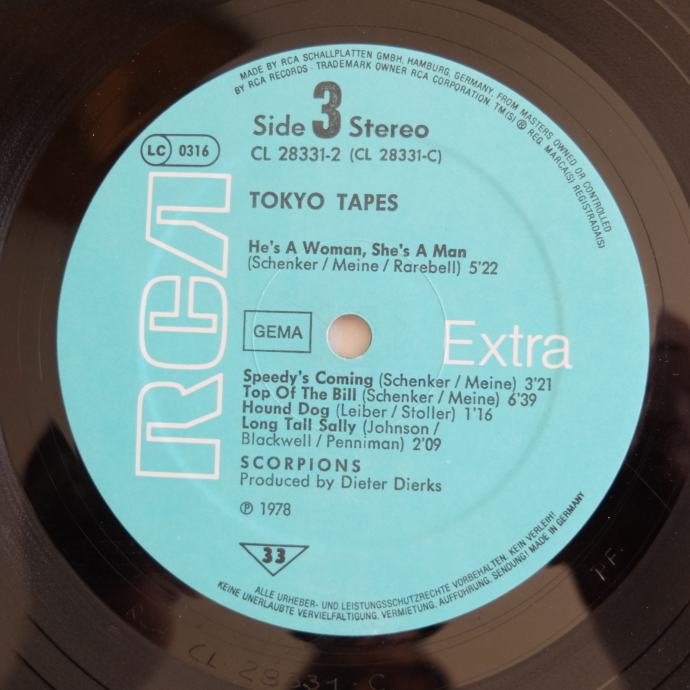 MADE BY RCA SCHALLPLATTEN GMBH, HAMBURG, GERMANY, FROM MASTERS OWNED OR CONTROLLED
BY RCA RECORDS · TRADEMARK OWNER RCA CORPORATION. TM(S) ® REG. MARCA(S) REGISTRADA(S)
Side 3 Stereo
LC 0316
CL 28331-2 (CL 28331-C)
TOKYO TAPES
RCA
He's A Woman, She's A Man
(Schenker / Meine / Rarebell) 5'22
GEMA
Extra
Speedy's Coming (Schenker / Meine) 3'21
Top Of The Bill (Schenker / Meine) 6'39
Hound Dog (Leiber / Stoller) 1'16
Long Tall Sally (Johnson /
Blackwell / Penniman) 2'09
SCORPIONS
Produced by Dieter Dierks
℗ 1978
33
ALLE URHEBER- UND LEISTUNGSSCHUTZRECHTE VORBEHALTEN. KEIN VERLEIH!
KEINE UNERLAUBTE VERVIELFÄLTIGUNG, VERMIETUNG, AUFFÜHRUNG, SENDUNG! MADE IN GERMANY
CL 28331-C